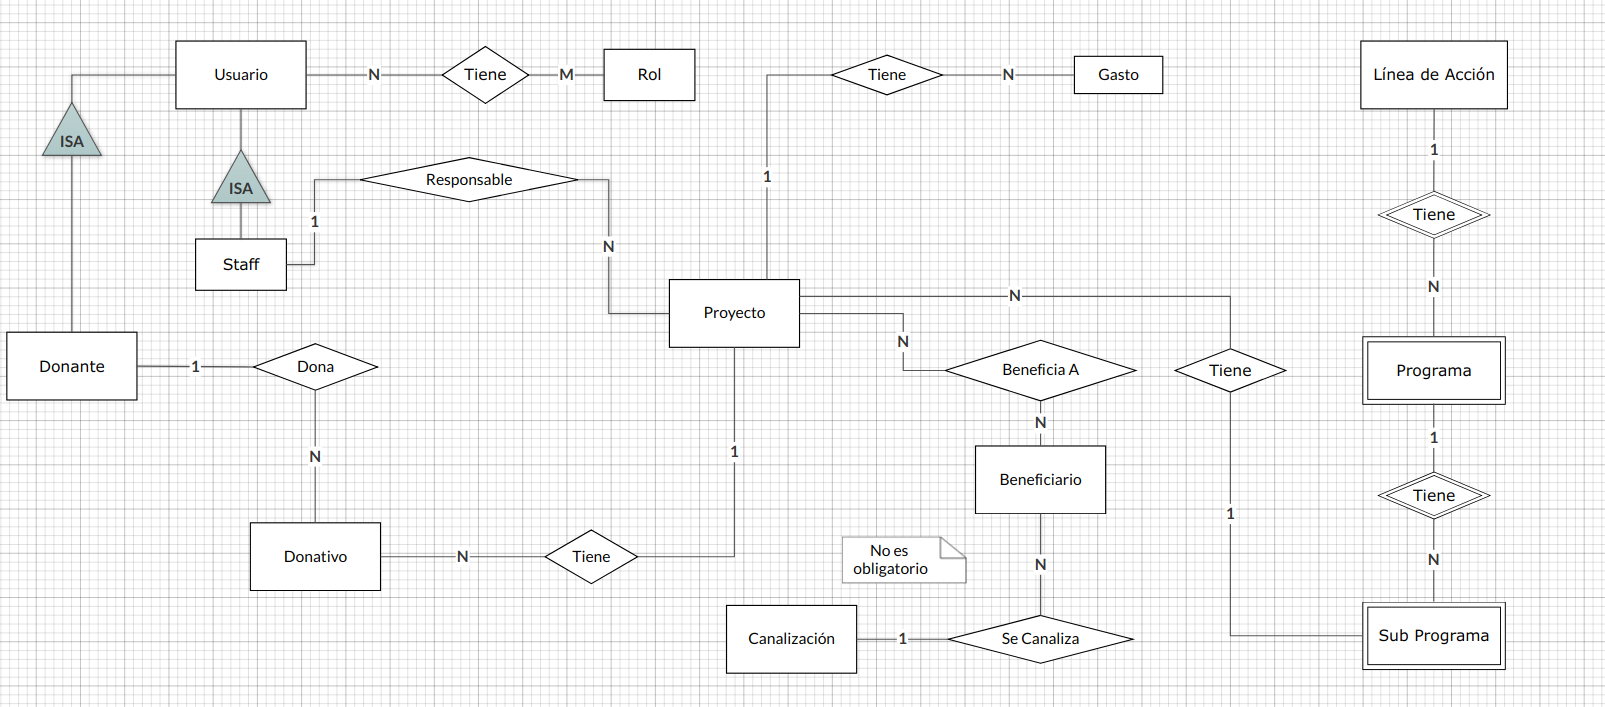 Usuario
N
Tiene
M
Rol
Tiene
N
Gasto
Línea de Acción
ISA
1
ISA
Responsable
1
1
Tiene
Staff
N
N
N
Proyecto
N
Donante
1
Dona
Beneficia A
Tiene
Programa
N
N
1
1
Beneficiario
1
Tiene
1
Donativo
N
Tiene
No es
obligatorio
N
N
Canalización
1
Se Canaliza
Sub Programa